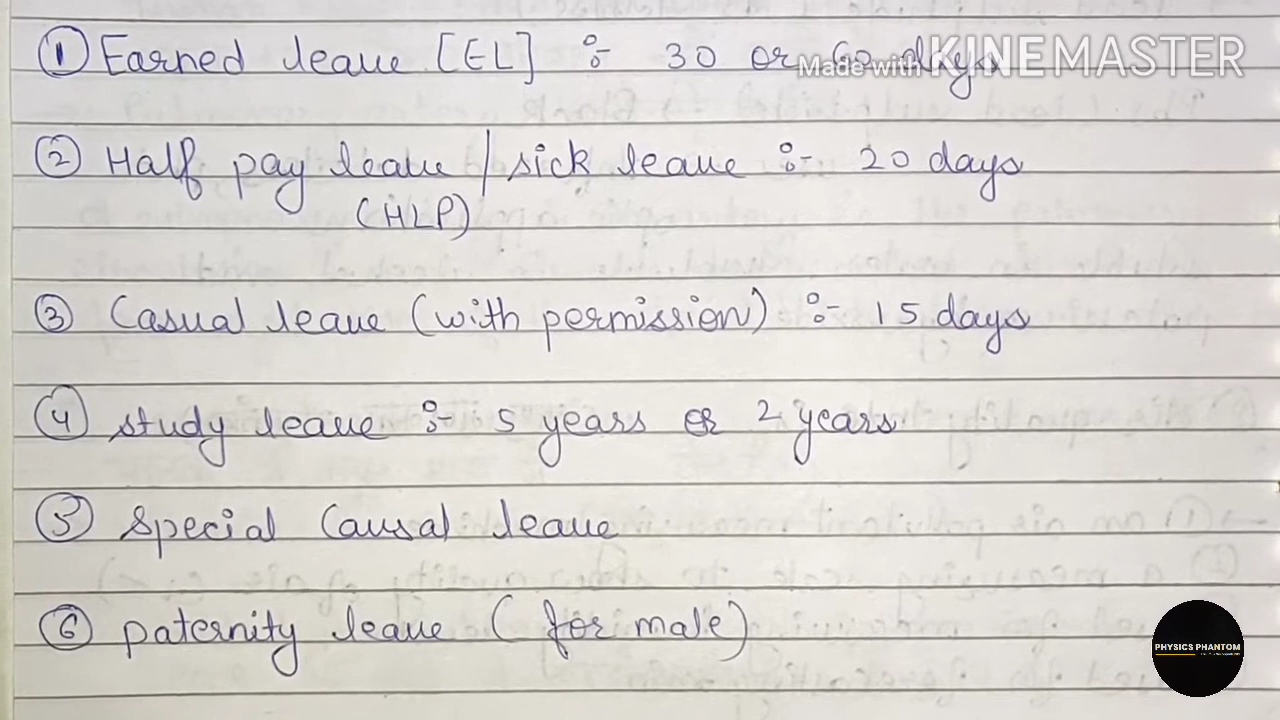 ① Earned leave [EL] :- 30 or 60 days
Made with KINEMASTER
② Half pay leave / sick leave :- 20 days
(HLP)
③ Casual leave (with permission) :- 15 days
④ study leave :- 5 years or 2 years
⑤ special Causal leave
⑥ paternity leave ( for male)
PHYSICS PHANTOM